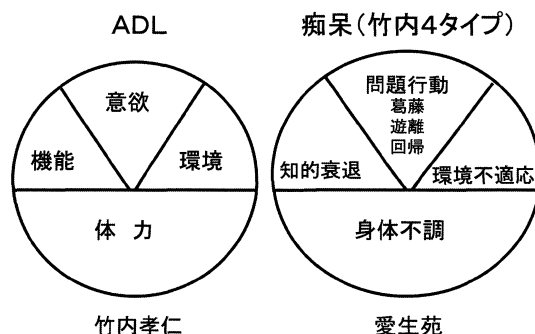 ADL
意欲
機能
環境
体 力
竹内孝仁
痴呆(竹内4タイプ)
問題行動
葛藤
遊離
回帰
知的衰退
環境不適応
身体不調
愛生苑